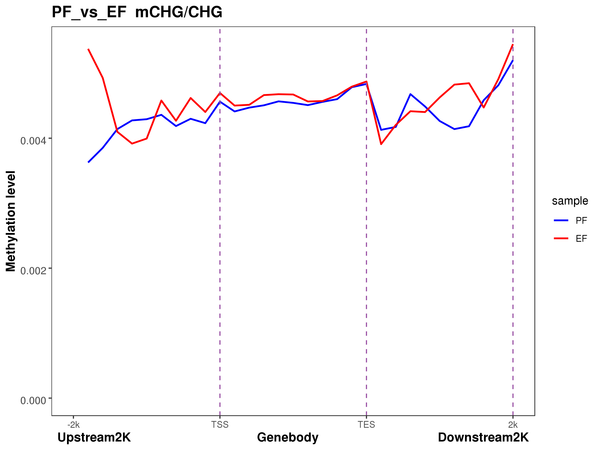 PF_vs_EF mCHG/CHG
Methylation level
0.004
0.002
0.000
-2k TSS TES 2k
Upstream2K Genebody Downstream2K
sample
PF
EF